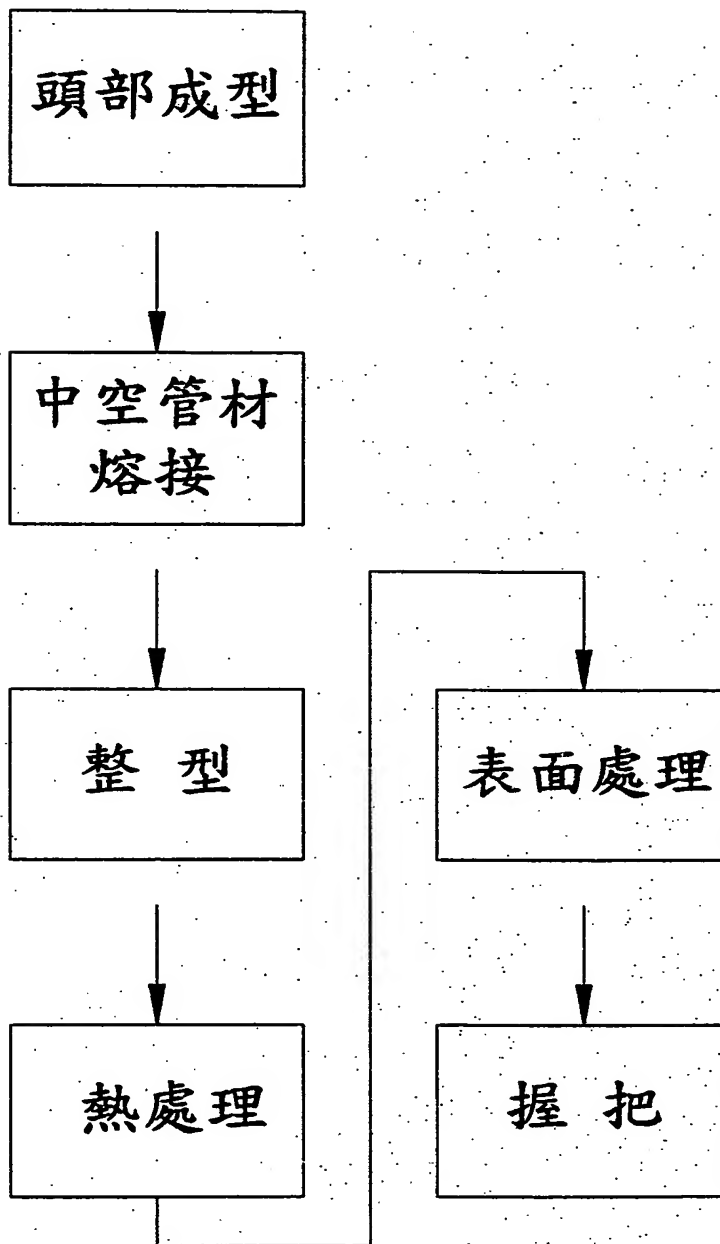 頭部成型
中空管材
熔接
整 型
熱處理
表面處理
握 把